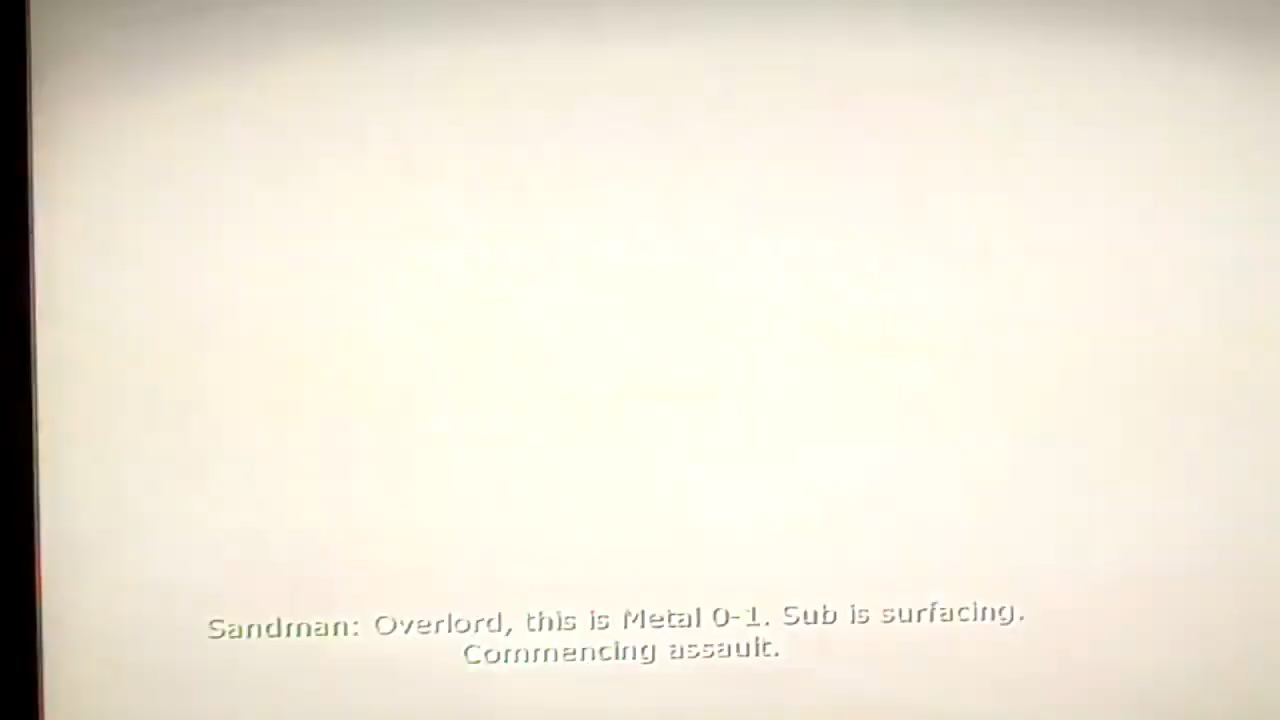 Sandman: Overlord, this is Metal 0-1. Sub is surfacing.
Commencing assault.